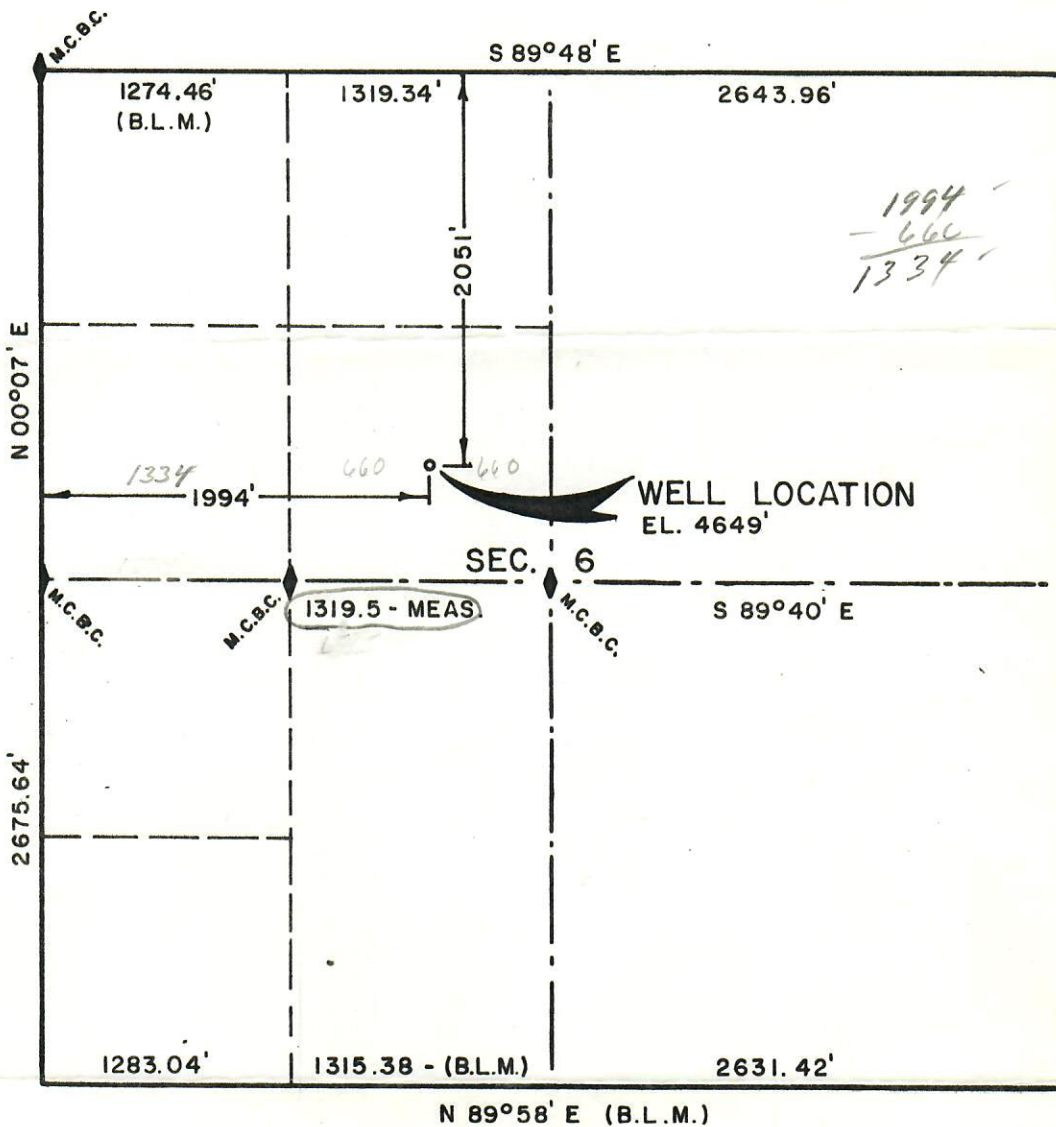 M.C.B.C.
S 89°48' E
1274.46'
(B.L.M.)
1319.34'
2643.96'
1994
- 660
1334
2051'
N 00°07' E
1334
660
660
1994'
WELL LOCATION
EL. 4649'
SEC. 6
M.C.B.C.
M.C.B.C.
1319.5 - MEAS.
M.C.B.C.
S 89°40' E
2675.64'
1283.04'
1315.38 - (B.L.M.)
2631.42'
N 89°58' E (B.L.M.)